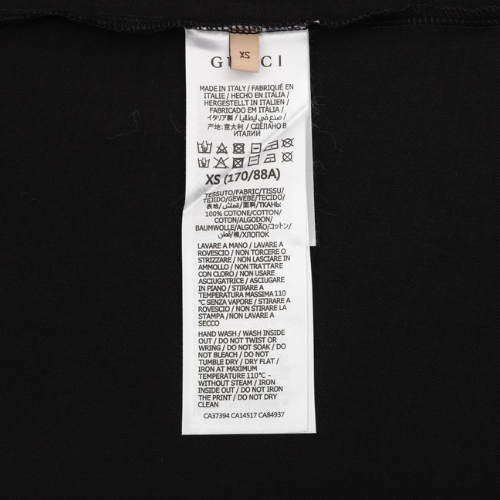 XS
GUCCI
MADE IN ITALY / FABRIQUÉ EN
ITALIE / HECHO EN ITALIA /
HERGESTELLT IN ITALIEN /
FABRICADO EM ITÁLIA /
イタリア製 / صنع في إيطاليا /
产地: 意大利 / СДЕЛАНО В
ИТАЛИИ
XS (170/88A)
TESSUTO/FABRIC/TISSU/
TEJIDO/GEWEBE/TECIDO/
表地/قماش/面料/ТКАНЬ:
100% COTONE/COTTON/
COTON/ALGODON/
BAUMWOLLE/ALGODÃO/コットン/
قطن/棉/ХЛОПОК
LAVARE A MANO / LAVARE A
ROVESCIO / NON TORCERE O
STRIZZARE / NON LASCIARE IN
AMMOLLO / NON TRATTARE
CON CLORO / NON USARE
ASCIUGATRICE / ASCIUGARE
IN PIANO / STIRARE A
TEMPERATURA MASSIMA 110
°C SENZA VAPORE / STIRARE A
ROVESCIO / NON STIRARE LA
STAMPA / NON LAVARE A
SECCO
HAND WASH / WASH INSIDE
OUT / DO NOT TWIST OR
WRING / DO NOT SOAK / DO
NOT BLEACH / DO NOT
TUMBLE DRY / DRY FLAT /
IRON AT MAXIMUM
TEMPERATURE 110°C -
WITHOUT STEAM / IRON
INSIDE OUT / DO NOT IRON
THE PRINT / DO NOT DRY
CLEAN
CA37394 CA14517 CA84937